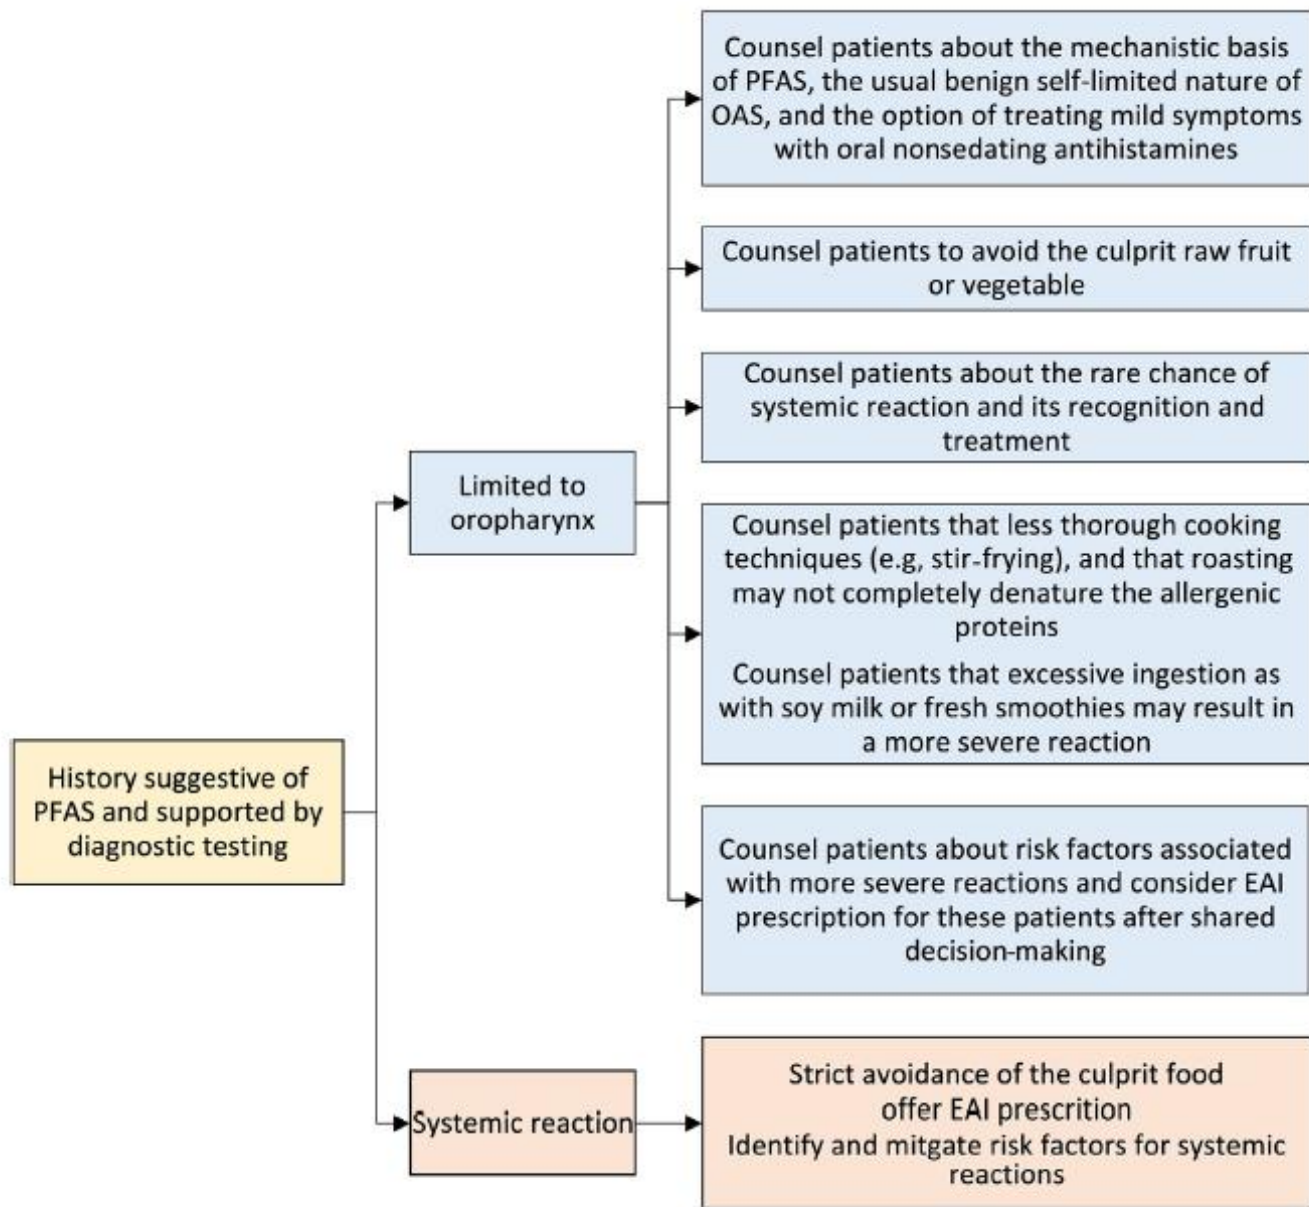 Counsel patients about the mechanistic basis
of PFAS, the usual benign self-limited nature of
OAS, and the option of treating mild symptoms
with oral nonsedating antihistamines
Counsel patients to avoid the culprit raw fruit
or vegetable
Counsel patients about the rare chance of
systemic reaction and its recognition and
treatment
Limited to
oropharynx
Counsel patients that less thorough cooking
techniques (e.g, stir-frying), and that roasting
may not completely denature the allergenic
proteins
Counsel patients that excessive ingestion as
with soy milk or fresh smoothies may result in
a more severe reaction
History suggestive of
PFAS and supported by
diagnostic testing
Counsel patients about risk factors associated
with more severe reactions and consider EAI
prescription for these patients after shared
decision-making
Systemic reaction
Strict avoidance of the culprit food
offer EAI prescrition
Identify and mitgate risk factors for systemic
reactions